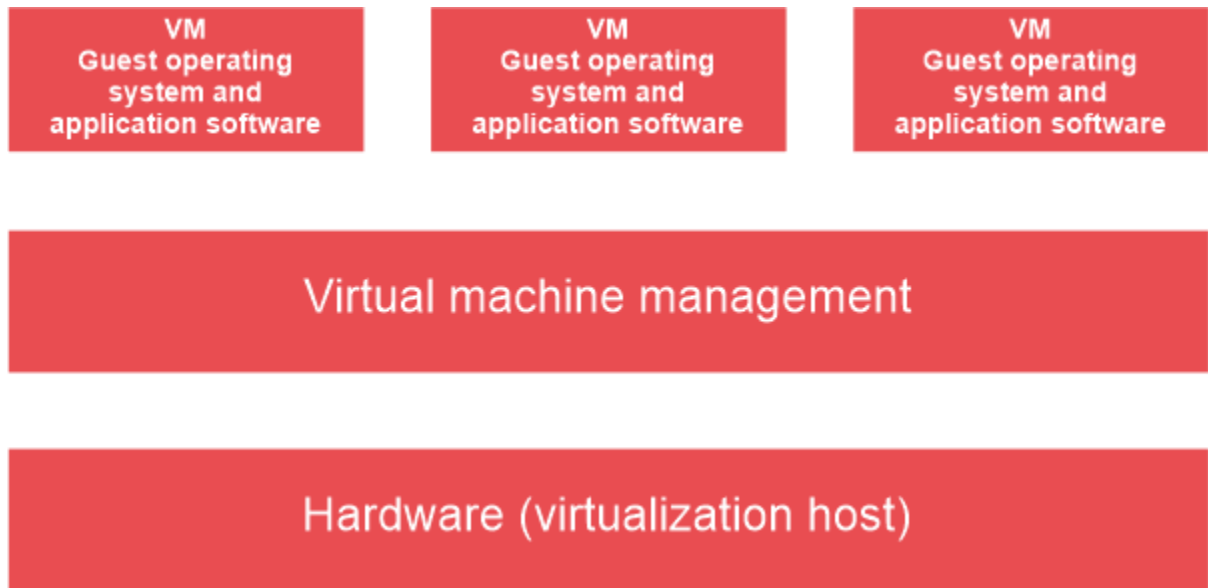 VM
Guest operating
system and
application software
VM
Guest operating
system and
application software
VM
Guest operating
system and
application software
Virtual machine management
Hardware (virtualization host)